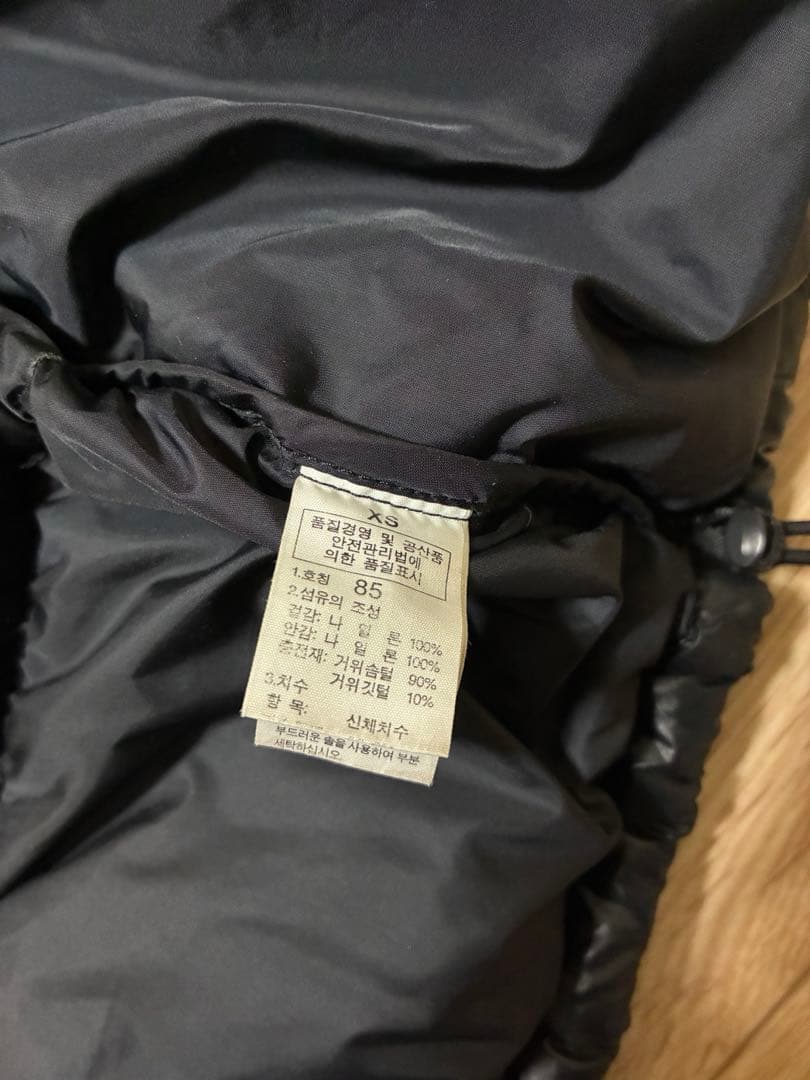 XS
품질경영 및 공산품
안전관리법에
의한 품질표시
1.호칭 85
2.섬유의 조성
겉감: 나 일 론 100%
안감: 나 일 론 100%
충전재: 거위솜털 90%
거위깃털 10%
3.치수
항 목: 신체치수
부드러운 솔을 사용하여 부분
세탁하십시오.